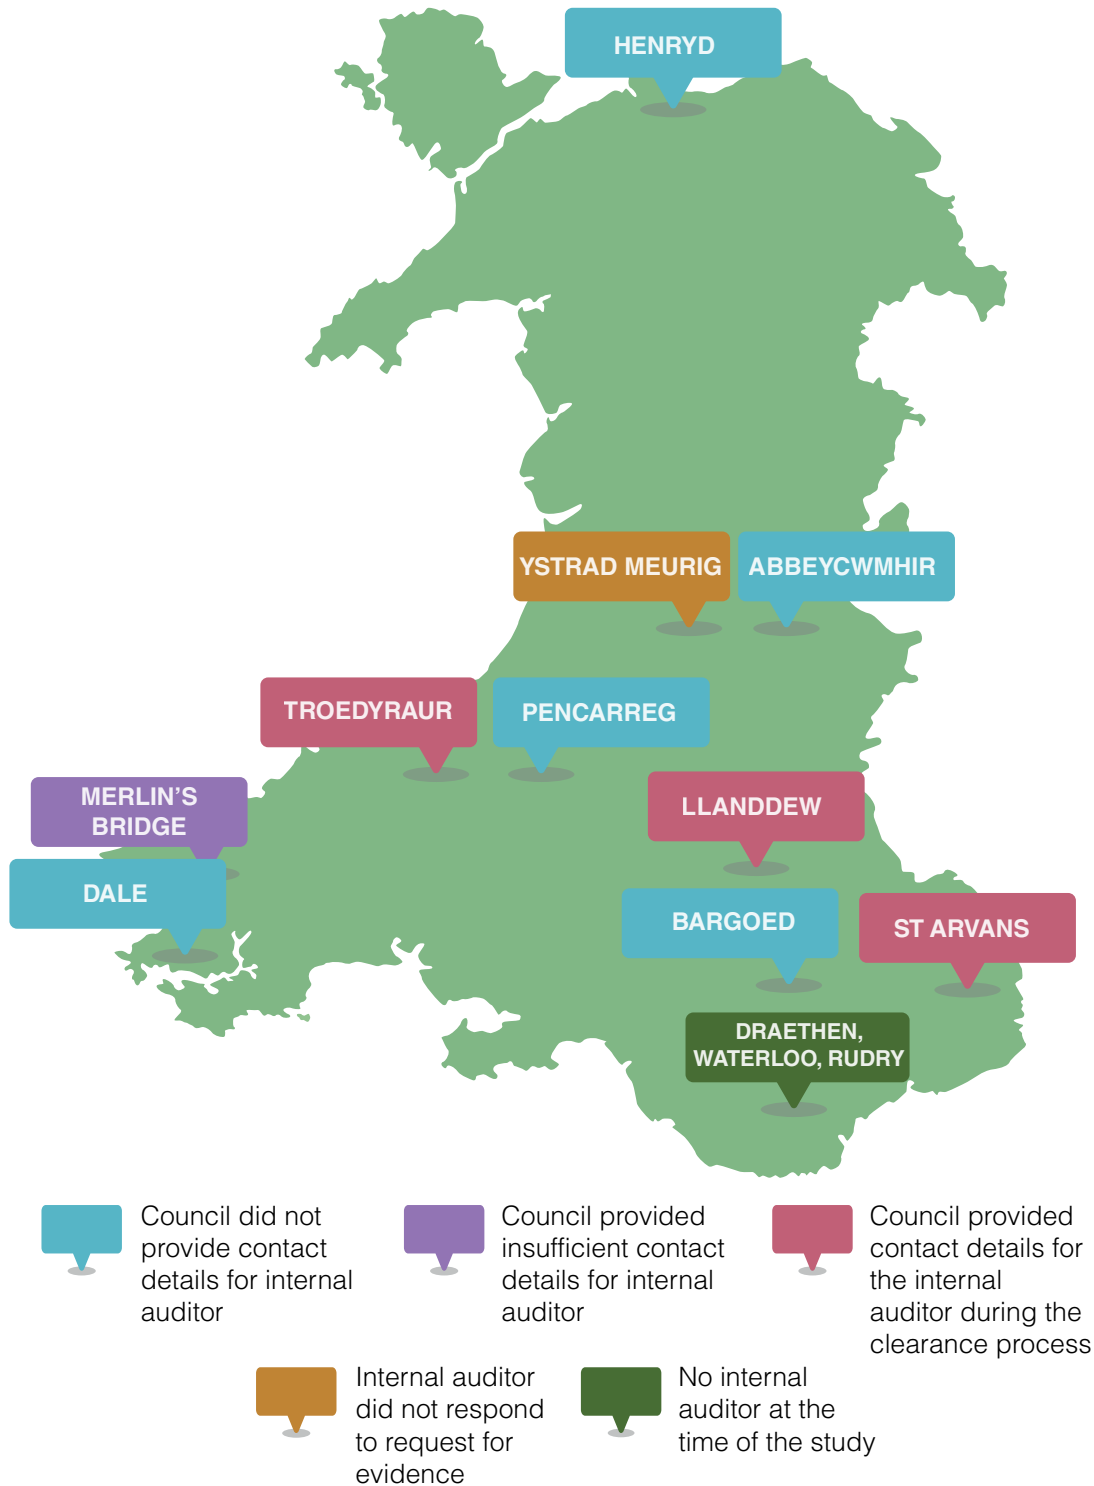 HENRYD
YSTRAD MEURIG
ABBEYCWMHIR
TROEDYRAUR
PENCARREG
MERLIN'S
BRIDGE
LLANDDEW
DALE
BARGOED
ST ARVANS
DRAETHEN,
WATERLOO, RUDRY
Council did not
provide contact
details for internal
auditor
Council provided
insufficient contact
details for internal
auditor
Council provided
contact details for
the internal
auditor during the
clearance process
Internal auditor
did not respond
to request for
evidence
No internal
auditor at the
time of the study